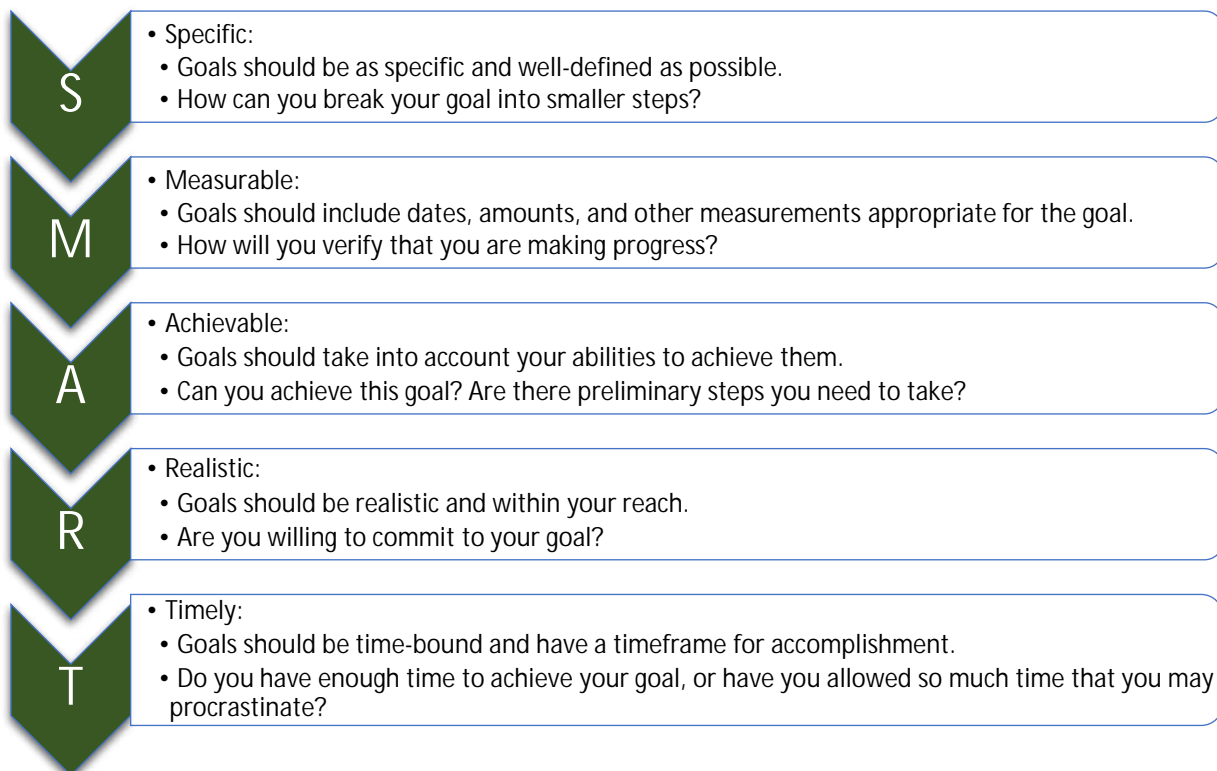 S
• Specific:
• Goals should be as specific and well-defined as possible.
• How can you break your goal into smaller steps?
M
• Measurable:
• Goals should include dates, amounts, and other measurements appropriate for the goal.
• How will you verify that you are making progress?
A
• Achievable:
• Goals should take into account your abilities to achieve them.
• Can you achieve this goal? Are there preliminary steps you need to take?
R
• Realistic:
• Goals should be realistic and within your reach.
• Are you willing to commit to your goal?
T
• Timely:
• Goals should be time-bound and have a timeframe for accomplishment.
• Do you have enough time to achieve your goal, or have you allowed so much time that you may
procrastinate?